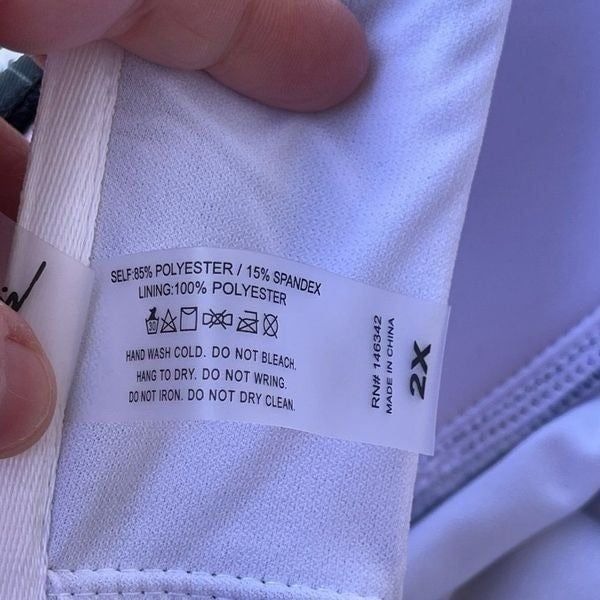 SELF:85% POLYESTER / 15% SPANDEX
LINING:100% POLYESTER
30
HAND WASH COLD. DO NOT BLEACH.
HANG TO DRY. DO NOT WRING.
DO NOT IRON. DO NOT DRY CLEAN.
RN# 146342
MADE IN CHINA
2X